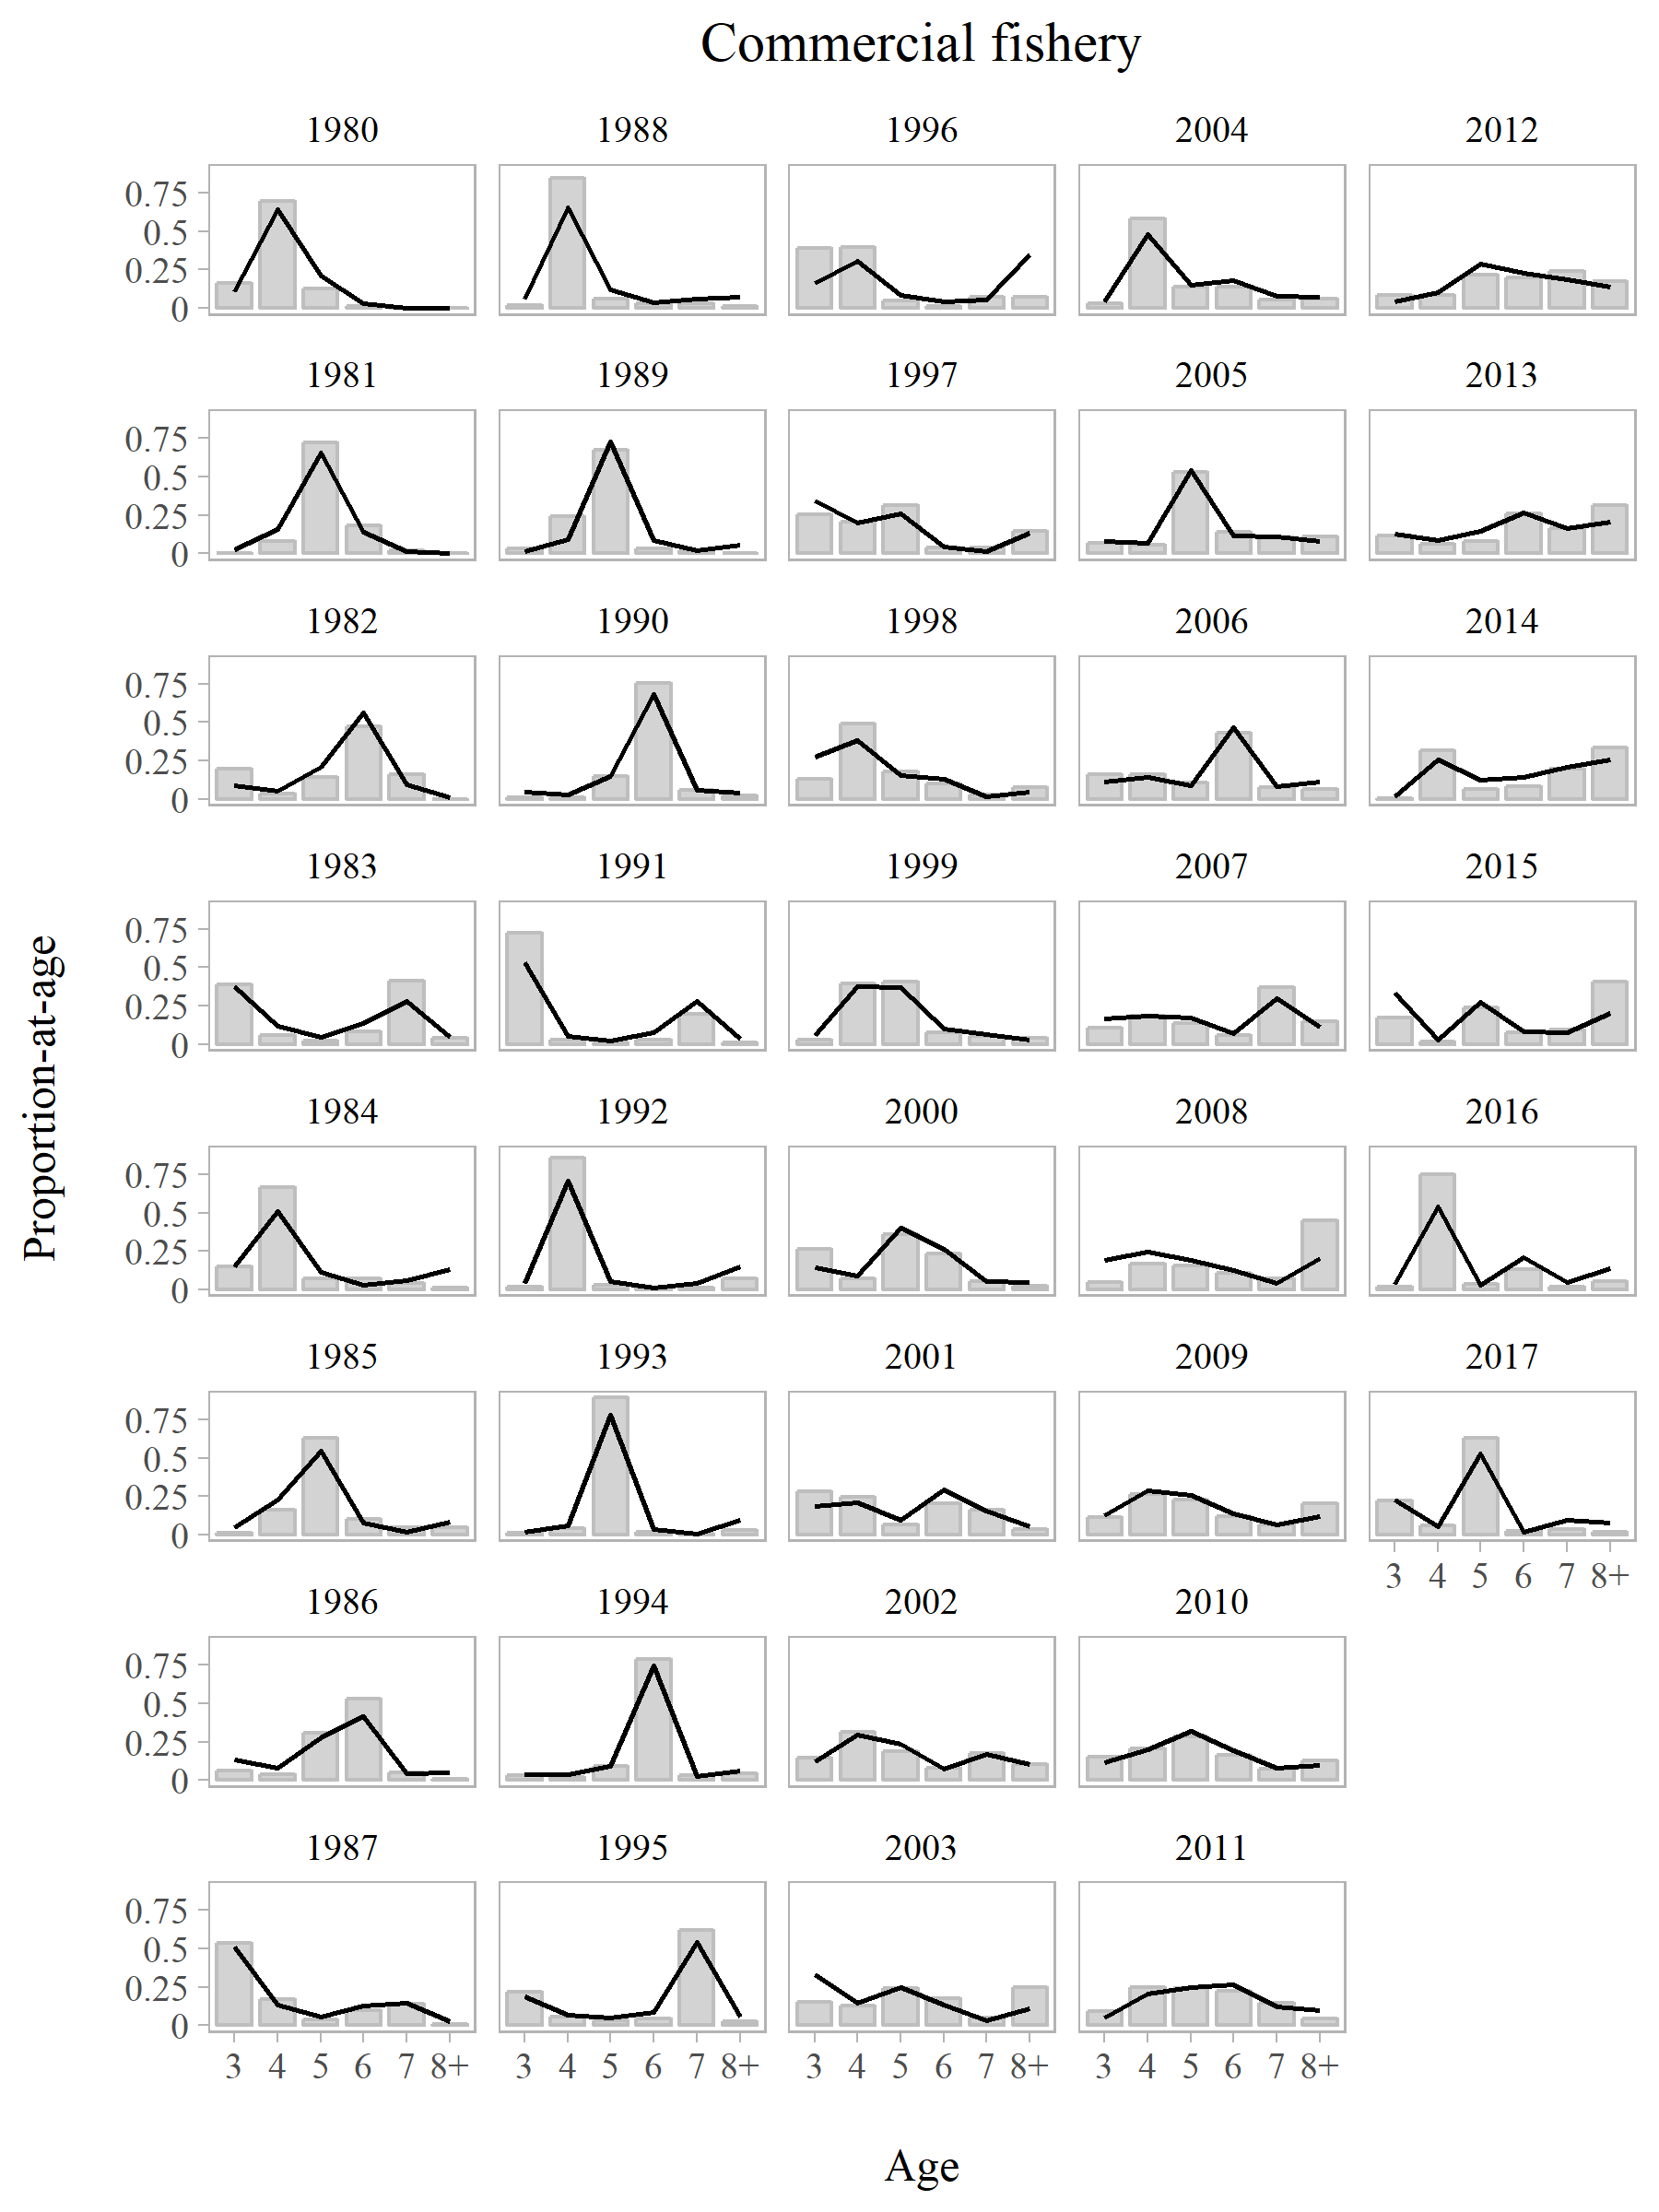 Commercial fishery
1980 1988 1996 2004 2012
0.75
0.5
0.25
0
1981 1989 1997 2005 2013
0.75
0.5
0.25
0
1982 1990 1998 2006 2014
0.75
0.5
0.25
0
1983 1991 1999 2007 2015
0.75
0.5
0.25
0
Proportion-at-age
1984 1992 2000 2008 2016
0.75
0.5
0.25
0
1985 1993 2001 2009 2017
0.75
0.5
0.25
0
3 4 5 6 7 8+
1986 1994 2002 2010
0.75
0.5
0.25
0
1987 1995 2003 2011
0.75
0.5
0.25
0
3 4 5 6 7 8+ 3 4 5 6 7 8+ 3 4 5 6 7 8+ 3 4 5 6 7 8+
Age